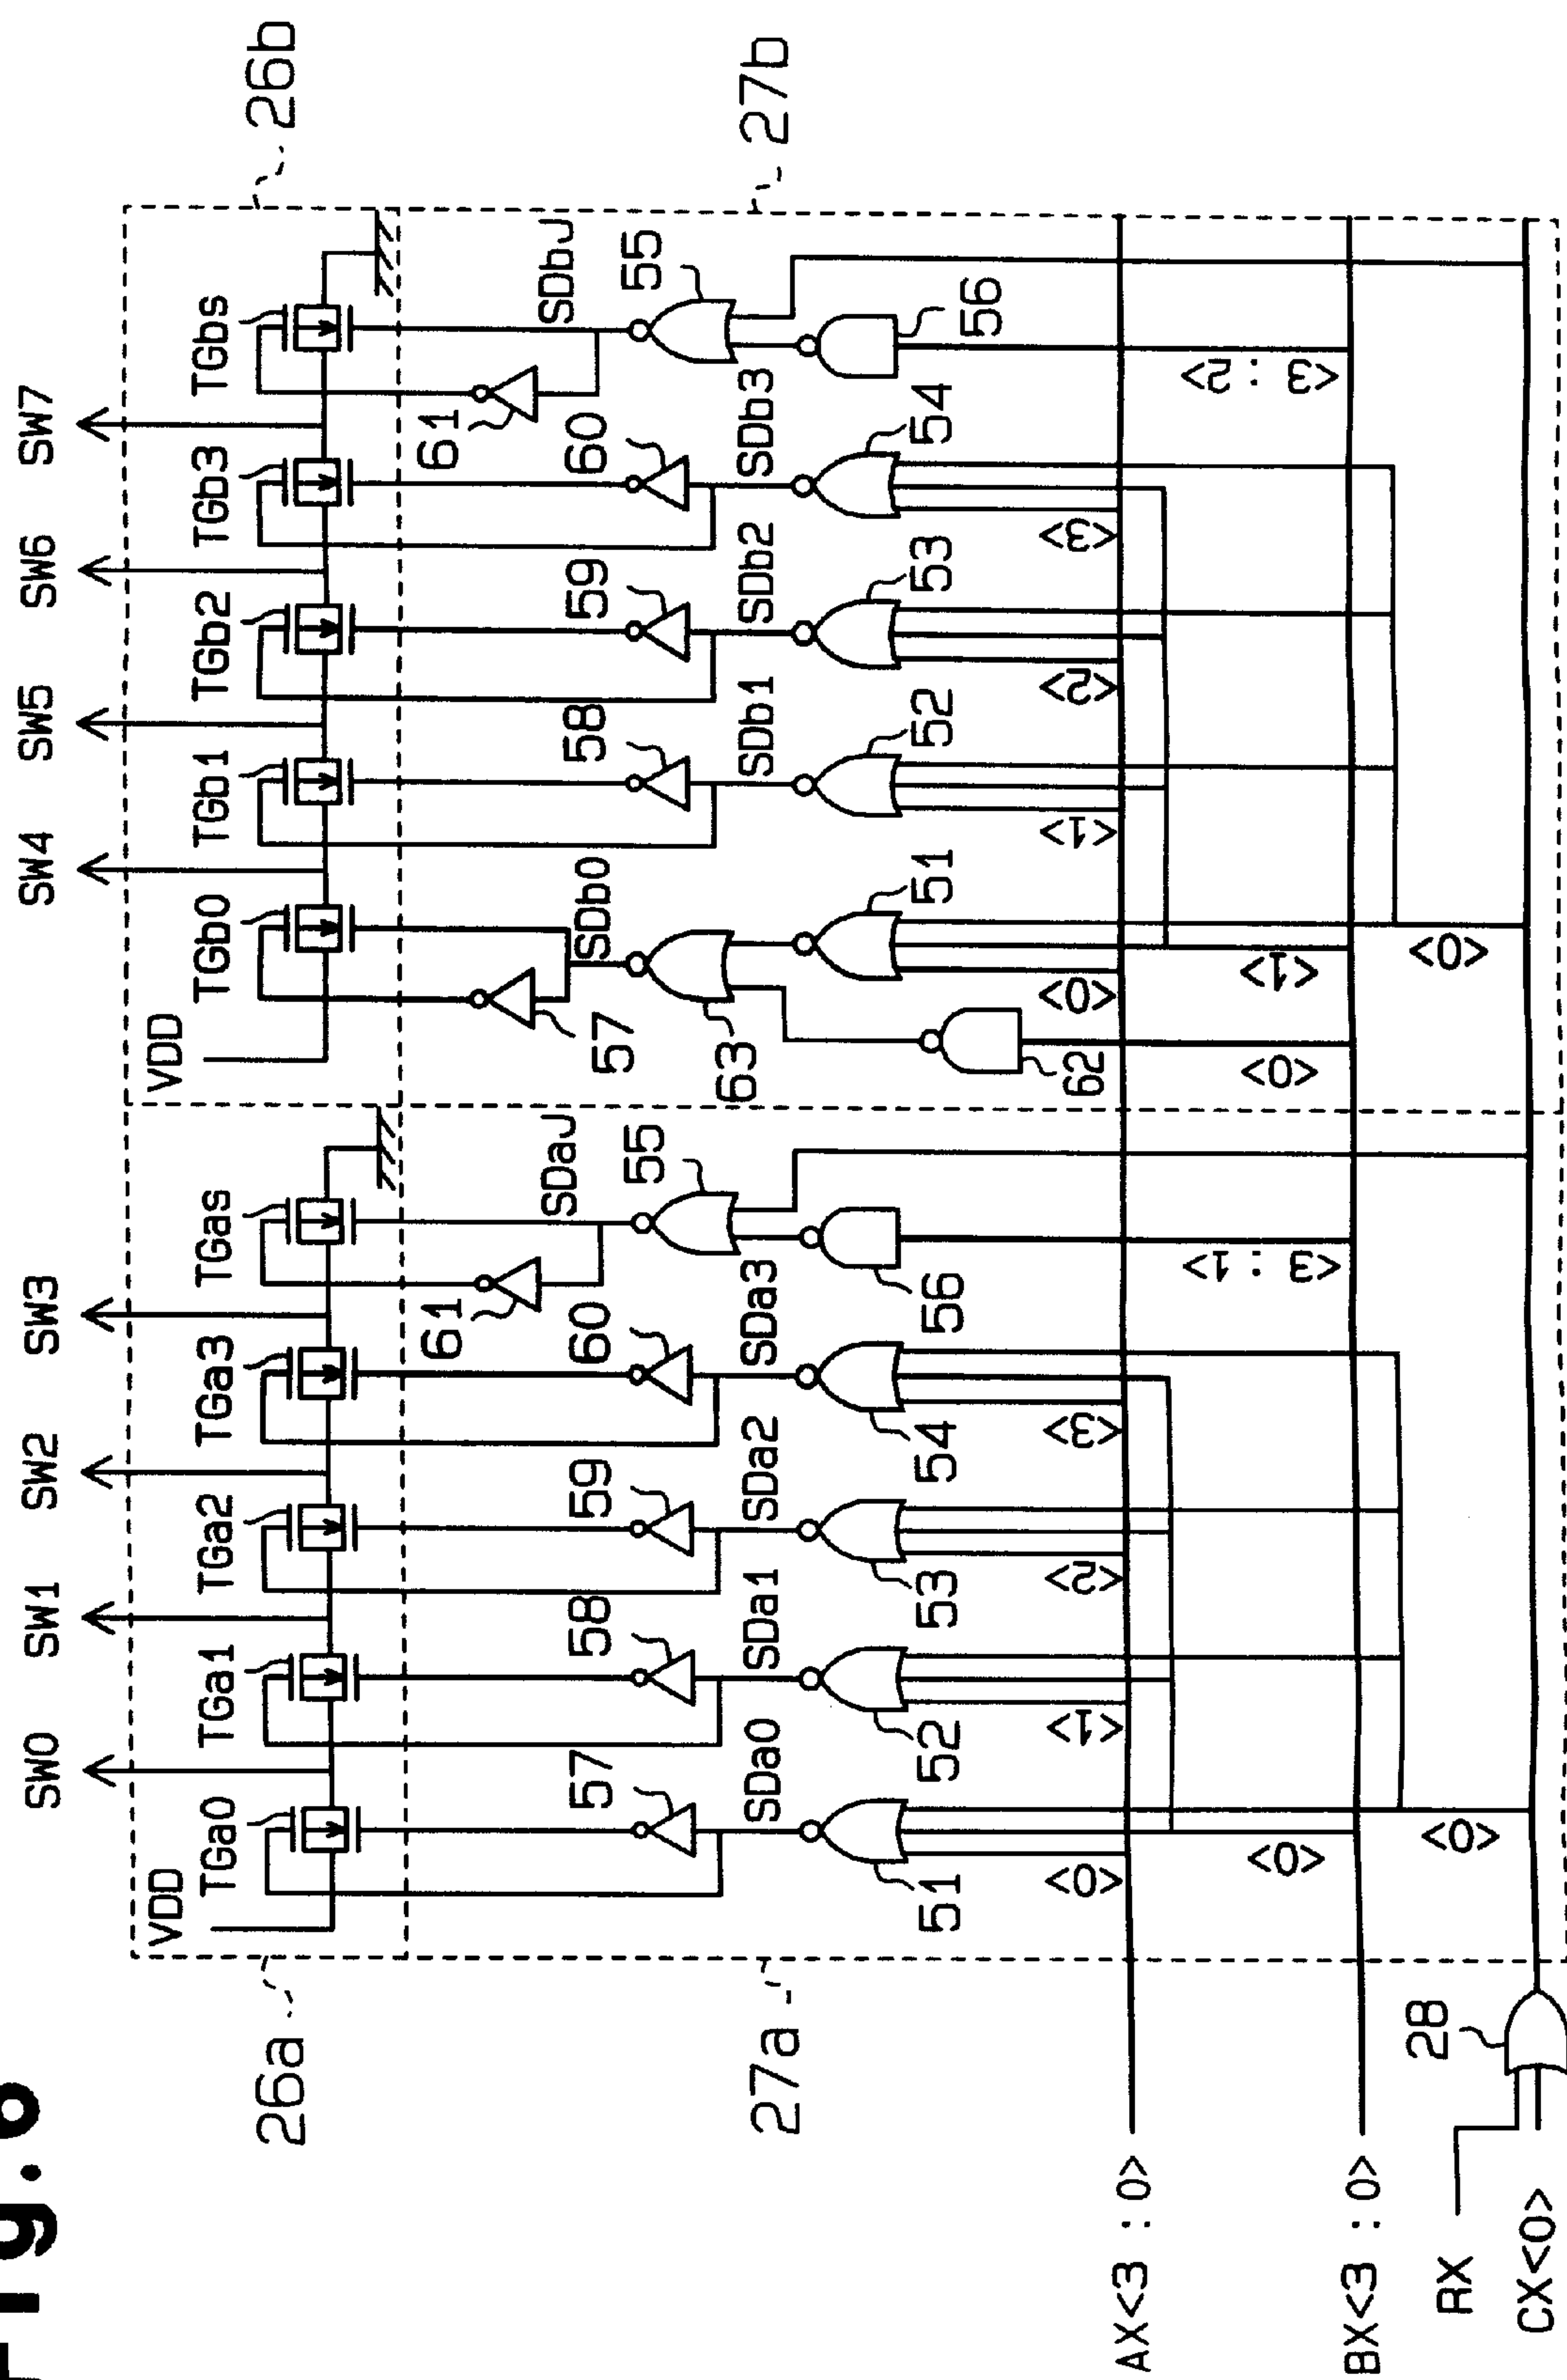 Fig.6
SW0 SW1 SW2 SW3 SW4 SW5 SW6 SW7
VDD VDD
TGa0 TGa1 TGa2 TGa3 TGas TGb0 TGb1 TGb2 TGb3 TGbs
26a 26b
61 61
SDaJ SDbJ
57 58 59 60 57 58 59 60
SDb0
55 55
63
SDa0 SDa1 SDa2 SDa3 SDb1 SDb2 SDb3
27a 27b
51 52 53 54 56 51 52 53 54 56
62
<0> <1> <2> <3> <0> <1> <2> <3>
AX<3:0>
<0> <3:1> <0> <1> <3:2>
BX<3:0>
<0> <0>
28
RX
CX<0>